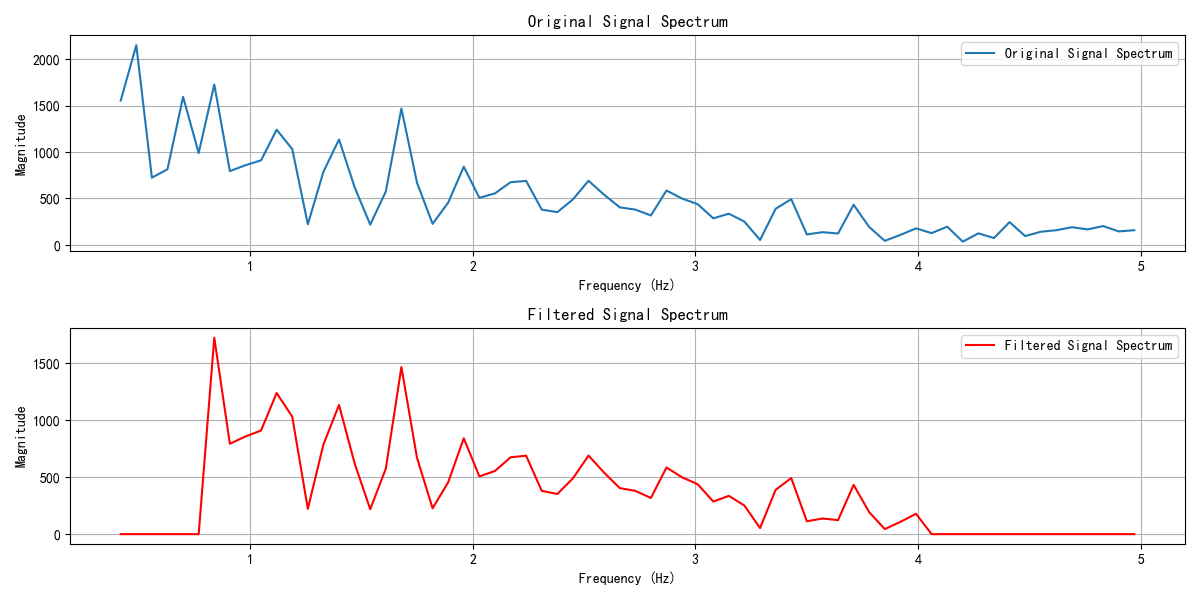 Original Signal Spectrum
Original Signal Spectrum
Magnitude
2000
1500
1000
500
0
1 2 3 4 5
Frequency (Hz)
Filtered Signal Spectrum
Filtered Signal Spectrum
Magnitude
1500
1000
500
0
1 2 3 4 5
Frequency (Hz)